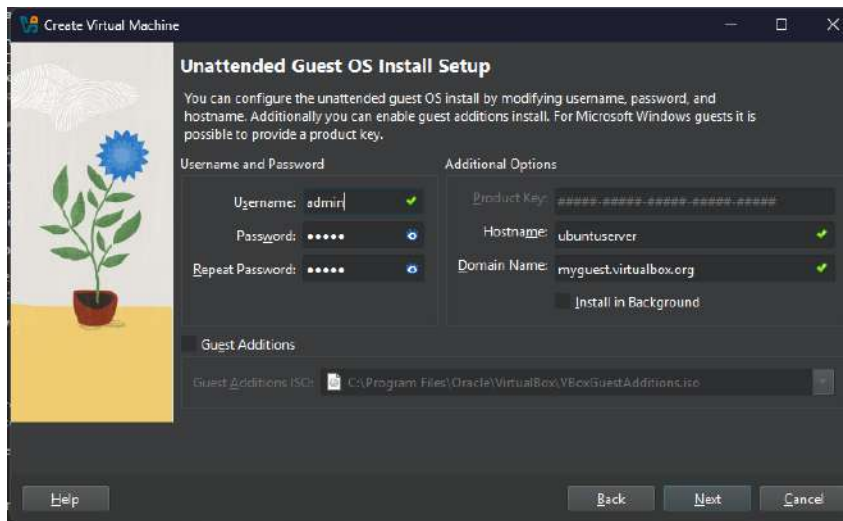 Create Virtual Machine
Unattended Guest OS Install Setup
You can configure the unattended guest OS install by modifying username, password, and
hostname. Additionally you can enable guest additions install. For Microsoft Windows guests it is
possible to provide a product key.
Username and Password
Username: admin
Password: •••••
Repeat Password: •••••
Additional Options
Product Key: #####-#####-#####-#####-#####
Hostname: ubuntuserver
Domain Name: myguest.virtualbox.org
Install in Background
Guest Additions
Guest Additions ISO: C:\Program Files\Oracle\VirtualBox\VBoxGuestAdditions.iso
Help
Back
Next
Cancel